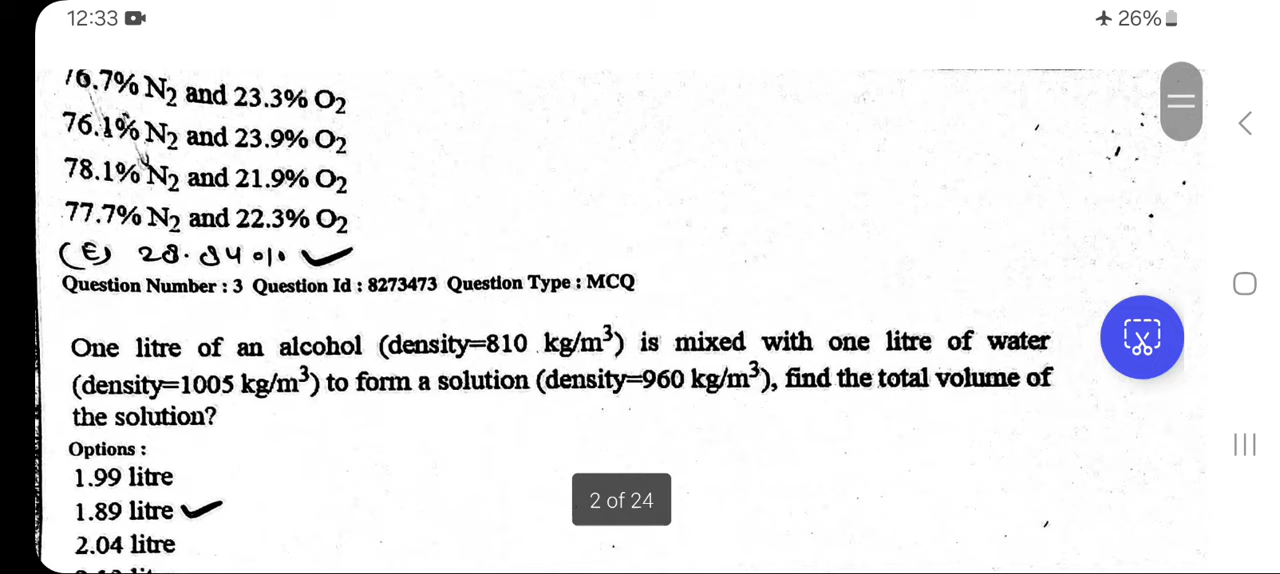 12:33
26%
76.7% N2 and 23.3% O2
76.1% N2 and 23.9% O2
78.1% N2 and 21.9% O2
77.7% N2 and 22.3% O2
(E) 28.84 %
Question Number : 3 Question Id : 8273473 Question Type : MCQ
One litre of an alcohol (density=810 kg/m³) is mixed with one litre of water
(density=1005 kg/m³) to form a solution (density=960 kg/m³), find the total volume of
the solution?
Options :
1.99 litre
1.89 litre
2.04 litre
2 of 24